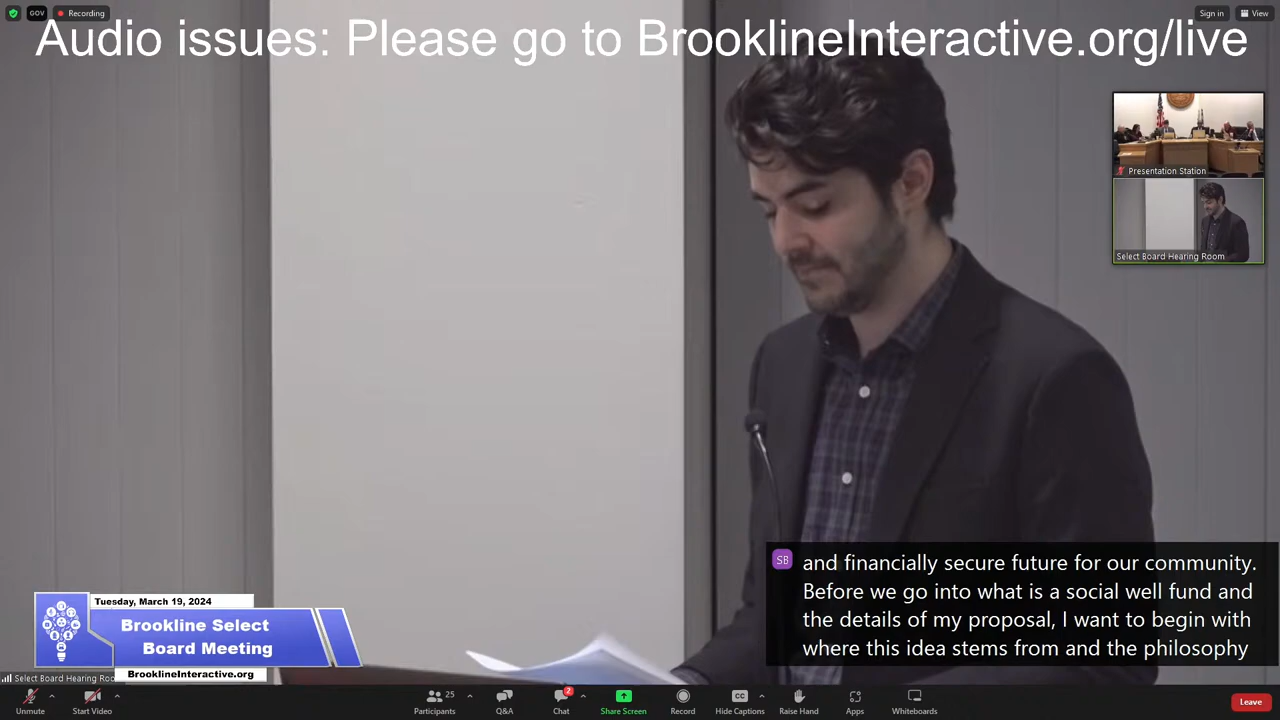 GOV
Recording
Sign in
View
Audio issues: Please go to BrooklineInteractive.org/live
Presentation Station
Select Board Hearing Room
SB
and financially secure future for our community.
Before we go into what is a social well fund and
the details of my proposal, I want to begin with
where this idea stems from and the philosophy
Tuesday, March 19, 2024
Brookline Select
Board Meeting
BrooklineInteractive.org
Select Board Hearing Roo
Unmute
Start Video
Participants
25
Q&A
Chat
2
Share Screen
Record
CC
Hide Captions
Raise Hand
Apps
Whiteboards
Leave